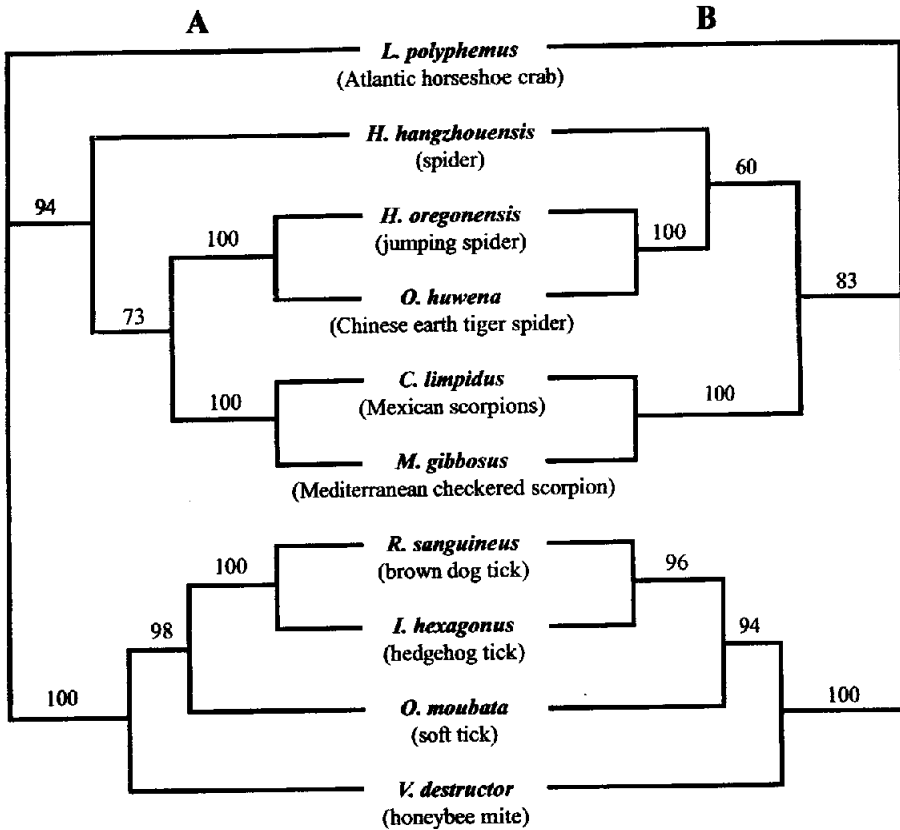 A B
L. polyphemus
(Atlantic horseshoe crab)
H. hangzhouensis
(spider)
60
94
H. oregonensis
100
(jumping spider)
100
83
O. huwena
73
(Chinese earth tiger spider)
C. limpidus
100
(Mexican scorpions)
100
M. gibbosus
(Mediterranean checkered scorpion)
R. sanguineus
100
(brown dog tick)
96
I. hexagonus
98
94
(hedgehog tick)
100
O. moubata
100
(soft tick)
V. destructor
(honeybee mite)